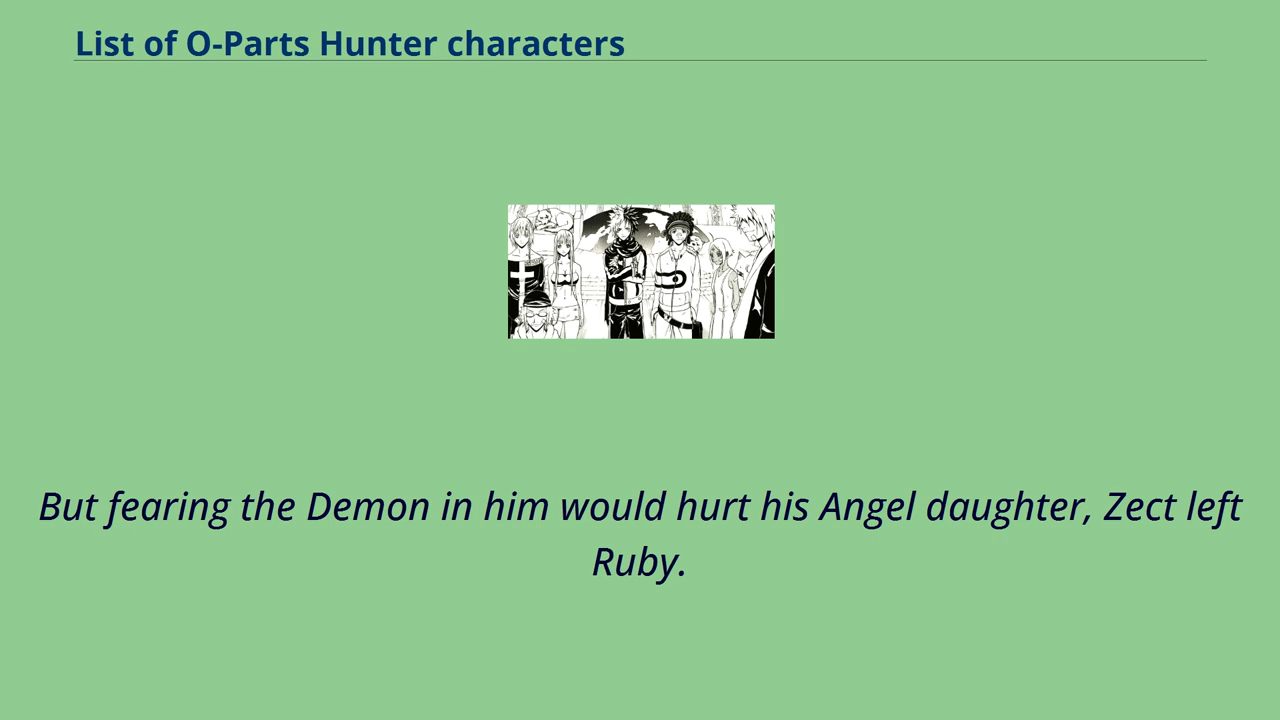 List of O-Parts Hunter characters
But fearing the Demon in him would hurt his Angel daughter, Zect left
Ruby.